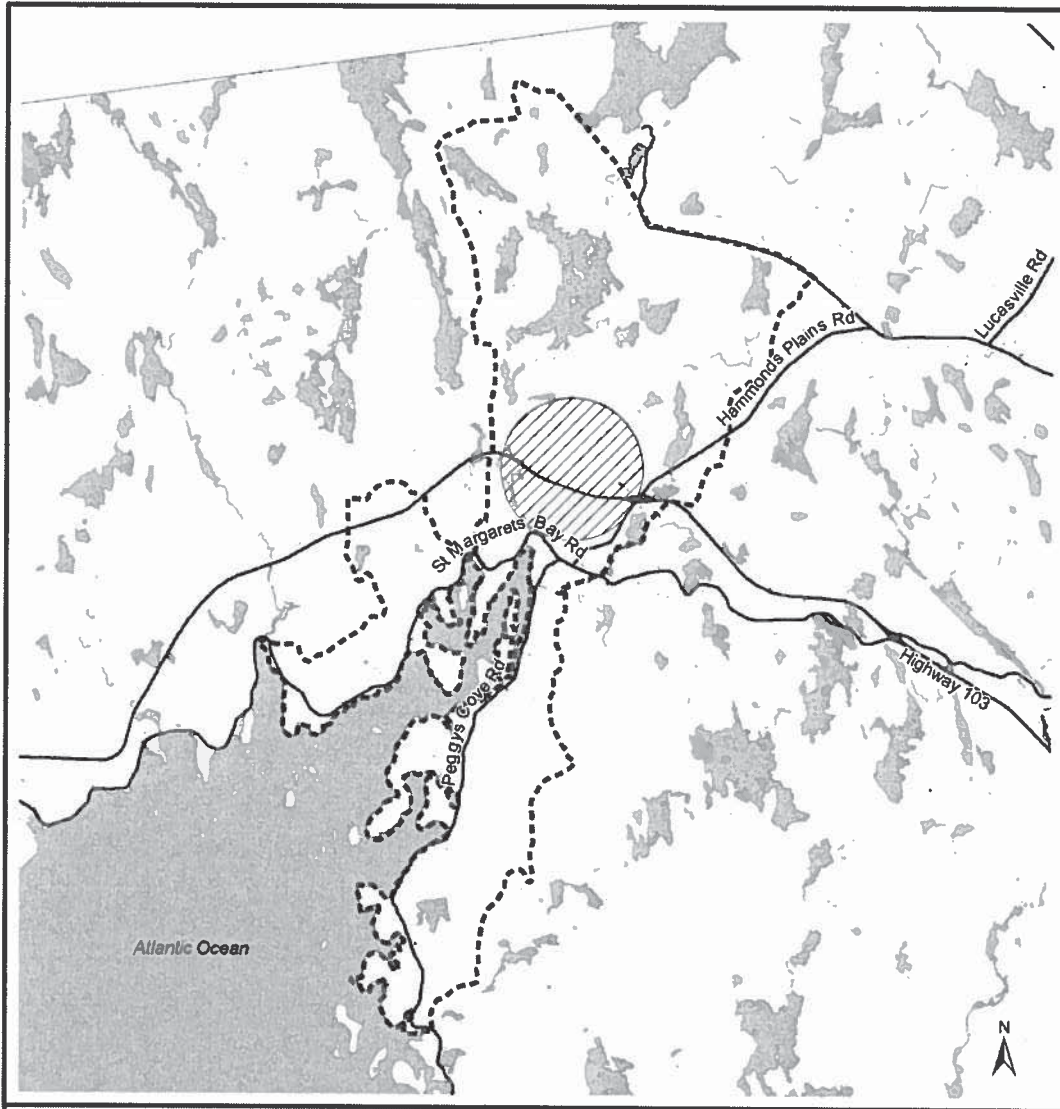 Lucasville Rd
Hammonds Plains Rd
St Margarets Bay Rd
Peggys Cove Rd
Highway 103
Atlantic Ocean
N